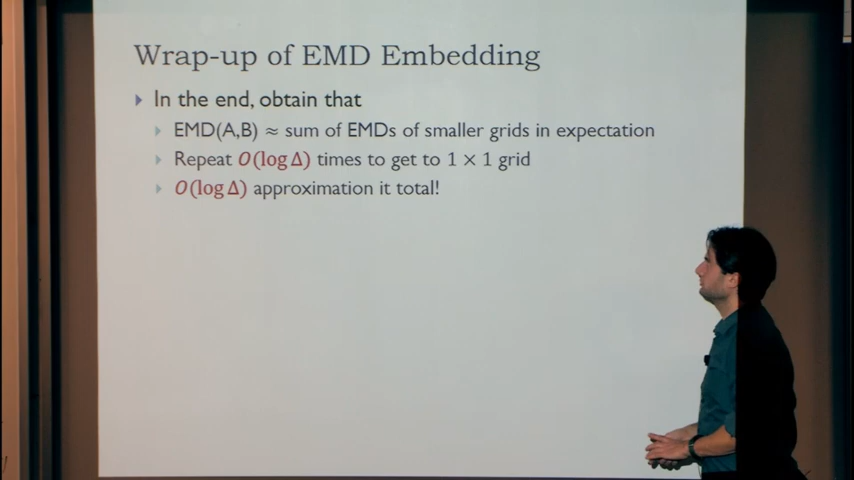 Wrap-up of EMD Embedding
In the end, obtain that
EMD(A,B) ≈ sum of EMDs of smaller grids in expectation
Repeat O(log Δ) times to get to 1 × 1 grid
O(log Δ) approximation it total!